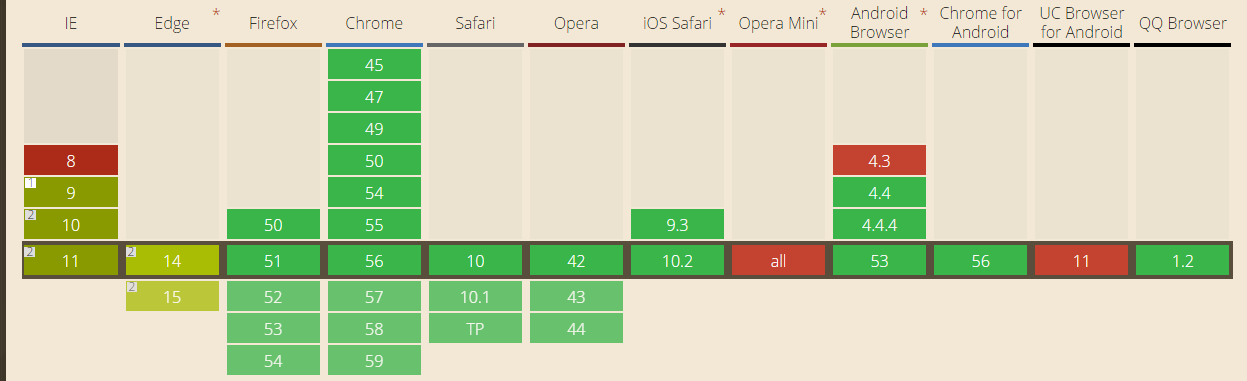 IE Edge * Firefox Chrome Safari Opera iOS Safari * Opera Mini * Android Browser * Chrome for Android UC Browser for Android QQ Browser
45
47
49
8 50 4.3
1 9 54 4.4
2 10 50 55 9.3 4.4.4
2 11 2 14 51 56 10 42 10.2 all 53 56 11 1.2
2 15 52 57 10.1 43
53 58 TP 44
54 59